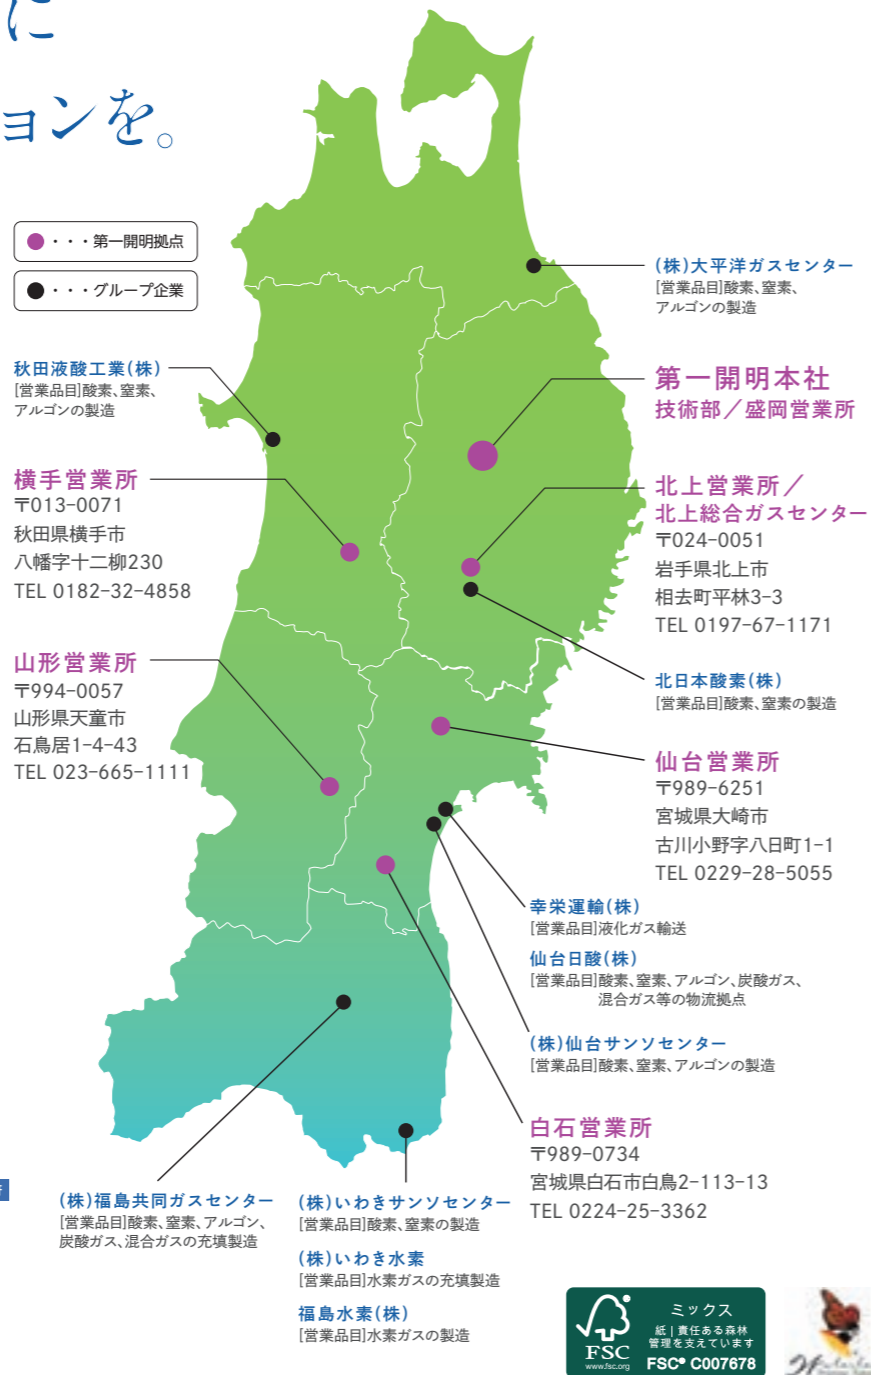 に
ョンを。
●・・・第一開明拠点
●・・・グループ企業
(株)大平洋ガスセンター
[営業品目]酸素、窒素、
アルゴンの製造
秋田液酸工業(株)
[営業品目]酸素、窒素、
アルゴンの製造
第一開明本社
技術部／盛岡営業所
横手営業所
〒013-0071
秋田県横手市
八幡字十二柳230
TEL 0182-32-4858
北上営業所／
北上総合ガスセンター
〒024-0051
岩手県北上市
相去町平林3-3
TEL 0197-67-1171
山形営業所
〒994-0057
山形県天童市
石鳥居1-4-43
TEL 023-665-1111
北日本酸素(株)
[営業品目]酸素、窒素の製造
仙台営業所
〒989-6251
宮城県大崎市
古川小野字八日町1-1
TEL 0229-28-5055
幸栄運輸(株)
[営業品目]液化ガス輸送
仙台日酸(株)
[営業品目]酸素、窒素、アルゴン、炭酸ガス、
混合ガス等の物流拠点
(株)仙台サンソセンター
[営業品目]酸素、窒素、アルゴンの製造
白石営業所
〒989-0734
宮城県白石市白鳥2-113-13
TEL 0224-25-3362
(株)福島共同ガスセンター
[営業品目]酸素、窒素、アルゴン、
炭酸ガス、混合ガスの充填製造
(株)いわきサンソセンター
[営業品目]酸素、窒素の製造
(株)いわき水素
[営業品目]水素ガスの充填製造
福島水素(株)
[営業品目]水素ガスの製造
FSC
www.fsc.org
ミックス
紙｜責任ある森林
管理を支えています
FSC® C007678